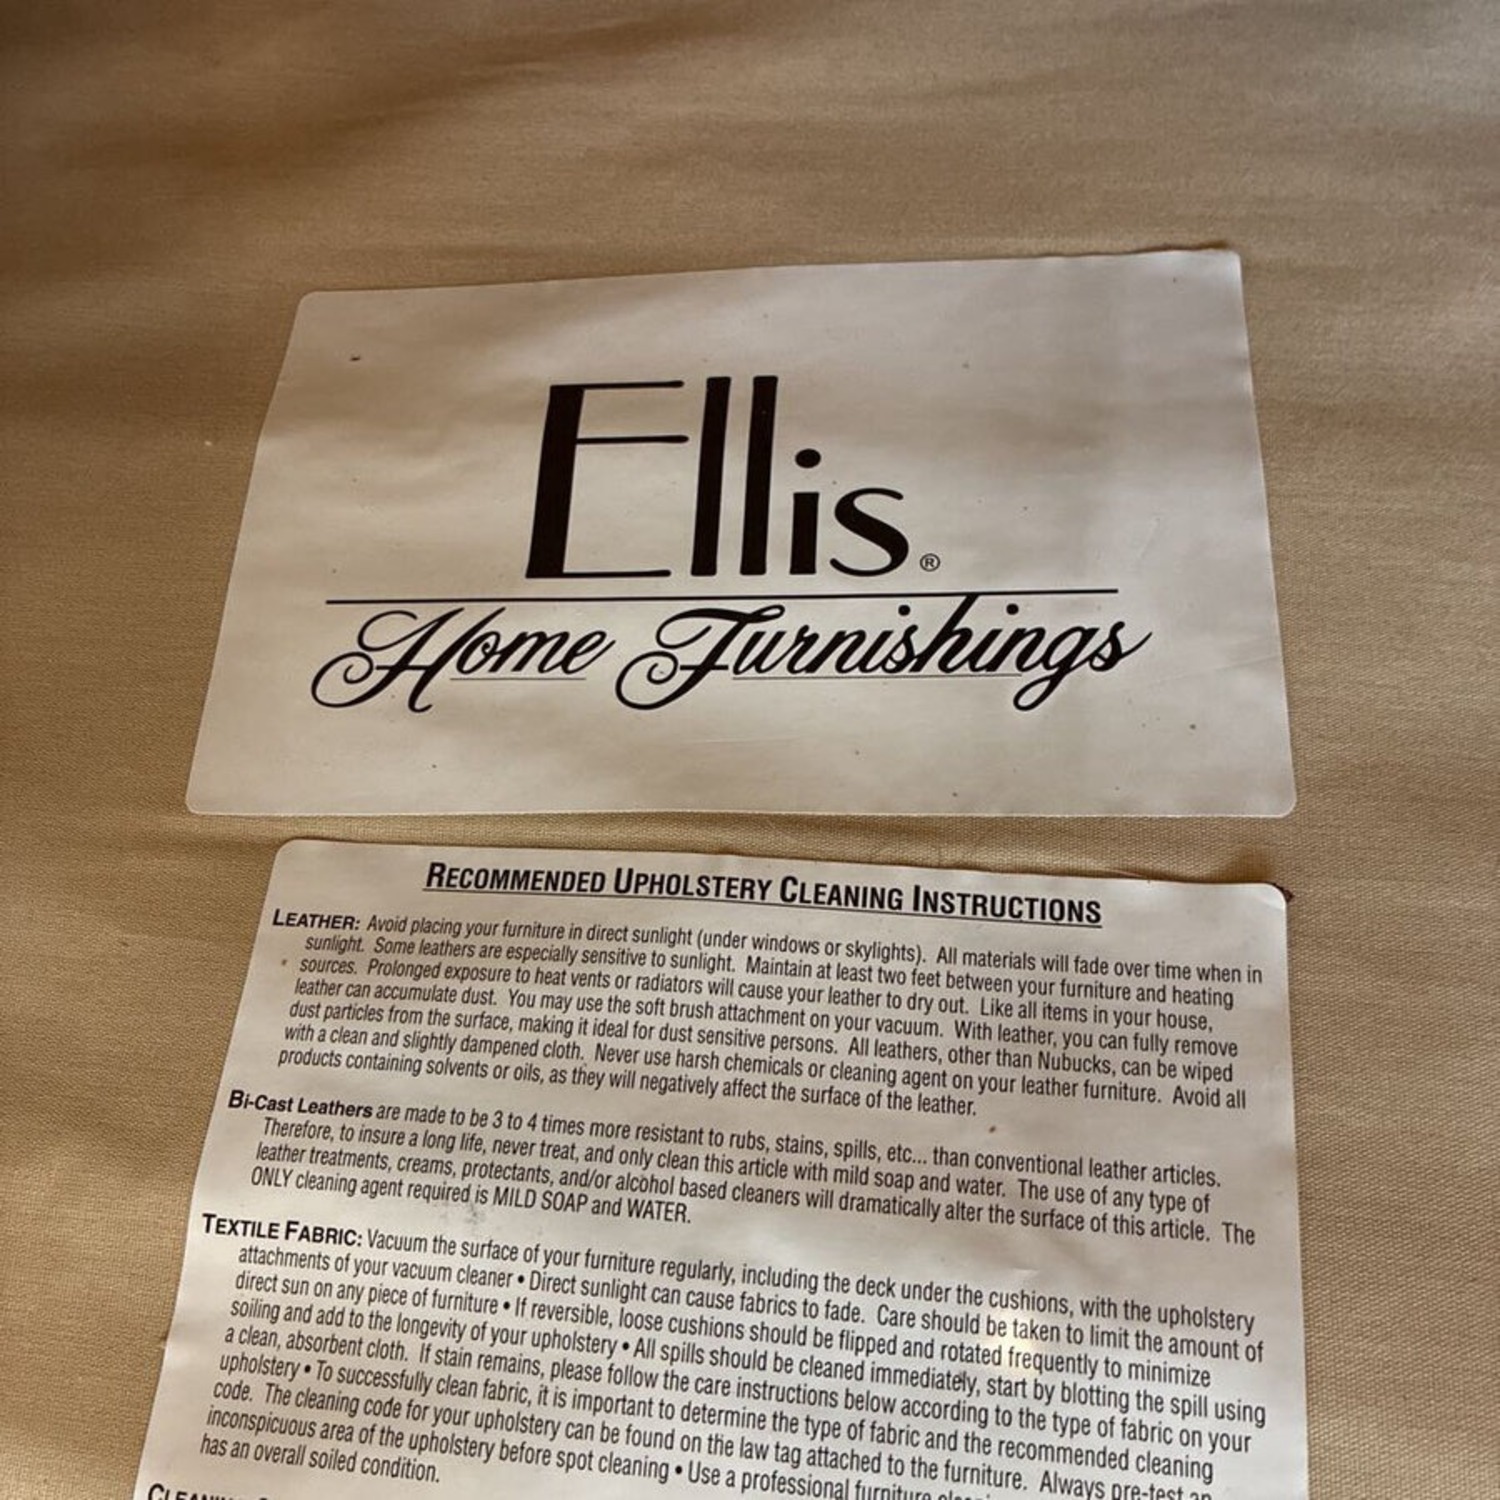 Ellis®
Home Furnishings
RECOMMENDED UPHOLSTERY CLEANING INSTRUCTIONS
LEATHER: Avoid placing your furniture in direct sunlight (under windows or skylights). All materials will fade over time when in
sunlight. Some leathers are especially sensitive to sunlight. Maintain at least two feet between your furniture and heating
sources. Prolonged exposure to heat vents or radiators will cause your leather to dry out. Like all items in your house,
leather can accumulate dust. You may use the soft brush attachment on your vacuum. With leather, you can fully remove
dust particles from the surface, making it ideal for dust sensitive persons. All leathers, other than Nubucks, can be wiped
with a clean and slightly dampened cloth. Never use harsh chemicals or cleaning agent on your leather furniture. Avoid all
products containing solvents or oils, as they will negatively affect the surface of the leather.
Bi-Cast Leathers are made to be 3 to 4 times more resistant to rubs, stains, spills, etc... than conventional leather articles.
Therefore, to insure a long life, never treat, and only clean this article with mild soap and water. The use of any type of
leather treatments, creams, protectants, and/or alcohol based cleaners will dramatically alter the surface of this article. The
ONLY cleaning agent required is MILD SOAP and WATER.
TEXTILE FABRIC: Vacuum the surface of your furniture regularly, including the deck under the cushions, with the upholstery
attachments of your vacuum cleaner • Direct sunlight can cause fabrics to fade. Care should be taken to limit the amount of
direct sun on any piece of furniture • If reversible, loose cushions should be flipped and rotated frequently to minimize
soiling and add to the longevity of your upholstery • All spills should be cleaned immediately, start by blotting the spill using
a clean, absorbent cloth. If stain remains, please follow the care instructions below according to the type of fabric on your
upholstery • To successfully clean fabric, it is important to determine the type of fabric and the recommended cleaning
code. The cleaning code for your upholstery can be found on the law tag attached to the furniture. Always pre-test an
inconspicuous area of the upholstery before spot cleaning • Use a professional furniture
has an overall soiled condition.